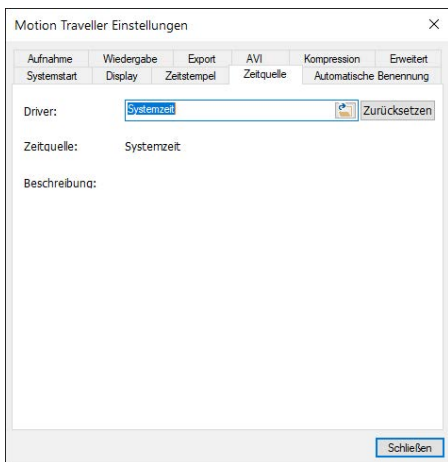 Motion Traveller Einstellungen
Aufnahme Wiedergabe Export AVI Kompression Erweitert
Systemstart Display Zeitstempel Zeitquelle Automatische Benennung
Driver: Systemzeit Zurücksetzen
Zeitquelle: Systemzeit
Beschreibung:
Schließen